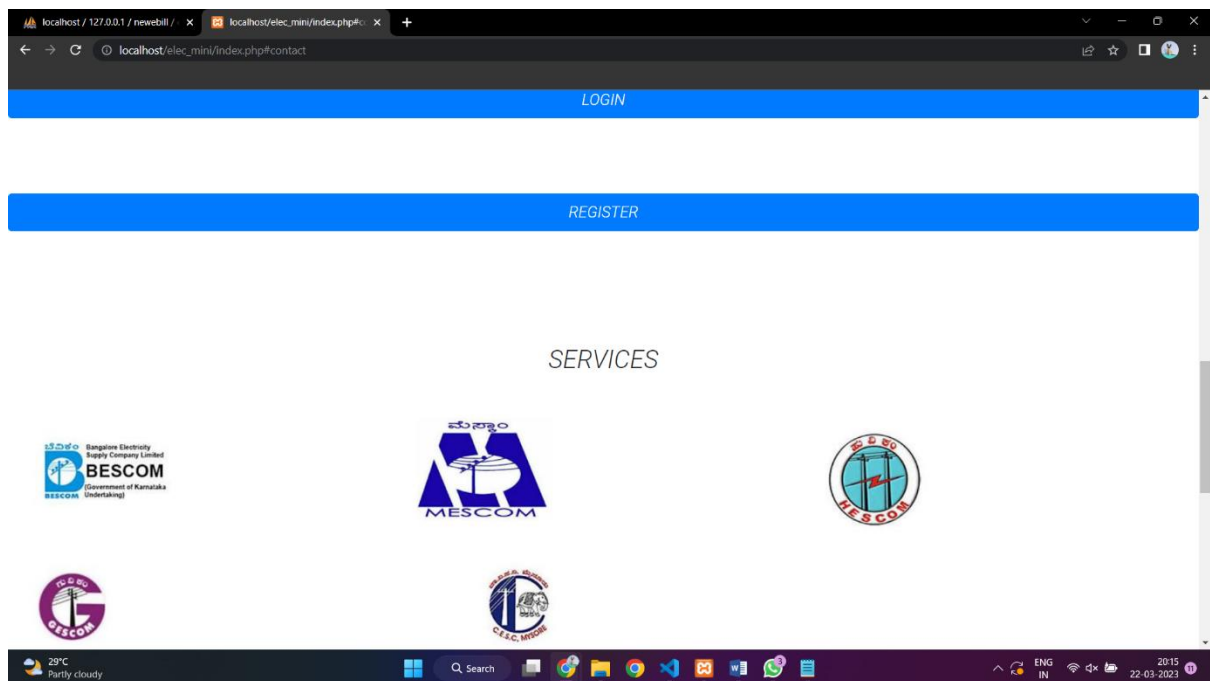 localhost / 127.0.0.1 / newebill /
localhost/elec_mini/index.php#co
localhost/elec_mini/index.php#contact
LOGIN
REGISTER
SERVICES
ಬೆವಿಕಂ
Bangalore Electricity
Supply Company Limited
BESCOM
(Government of Karnataka
Undertaking)
BESCOM
ಮೆಸ್ಕಾಂ
MESCOM
ಹು ವಿ ಸ ಕಂ
HESCOM
ಗು ವಿ ಸ ಕಂ
GESCOM
C.E.S.C, MYSORE
29°C
Partly cloudy
Search
ENG
IN
20:15
22-03-2023
11